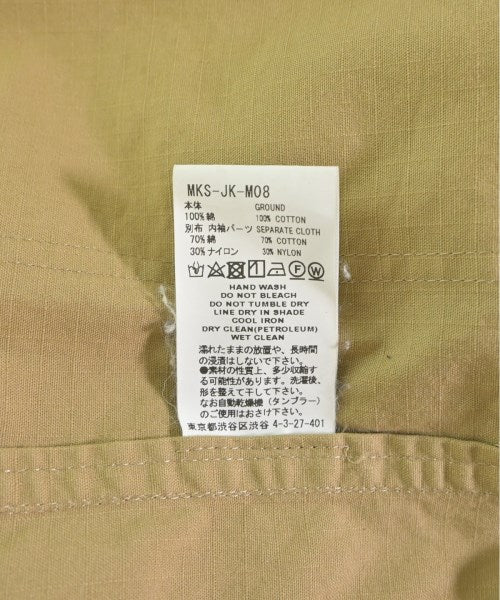 MKS-JK-M08
本体 GROUND
100%綿 100% COTTON
別布 内袖パーツ SEPARATE CLOTH
70%綿 70% COTTON
30%ナイロン 30% NYLON
HAND WASH
DO NOT BLEACH
DO NOT TUMBLE DRY
LINE DRY IN SHADE
COOL IRON
DRY CLEAN(PETROLEUM)
WET CLEAN
濡れたままの放置や、長時間
の浸漬はしないで下さい。
●素材の性質上、多少収縮す
る可能性があります。洗濯後、
形を整えて干して下さい。
なお自動乾燥機（タンブラー）
のご使用はおさけ下さい。
東京都渋谷区渋谷 4-3-27-401